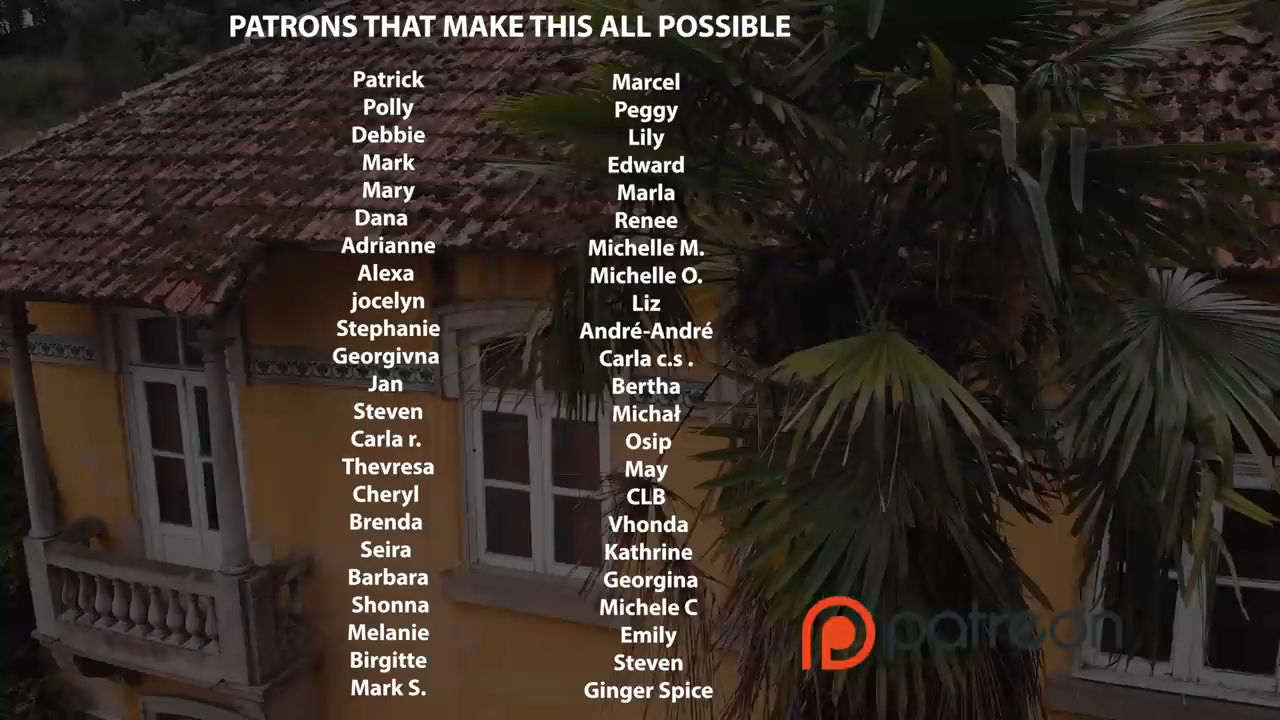 PATRONS THAT MAKE THIS ALL POSSIBLE
Patrick
Polly
Debbie
Mark
Mary
Dana
Adrianne
Alexa
jocelyn
Stephanie
Georgivna
Jan
Steven
Carla r.
Thevresa
Cheryl
Brenda
Seira
Barbara
Shonna
Melanie
Birgitte
Mark S.
Marcel
Peggy
Lily
Edward
Marla
Renee
Michelle M.
Michelle O.
Liz
André-André
Carla c.s .
Bertha
Michał
Osip
May
CLB
Vhonda
Kathrine
Georgina
Michele C
Emily
Steven
Ginger Spice
patreon